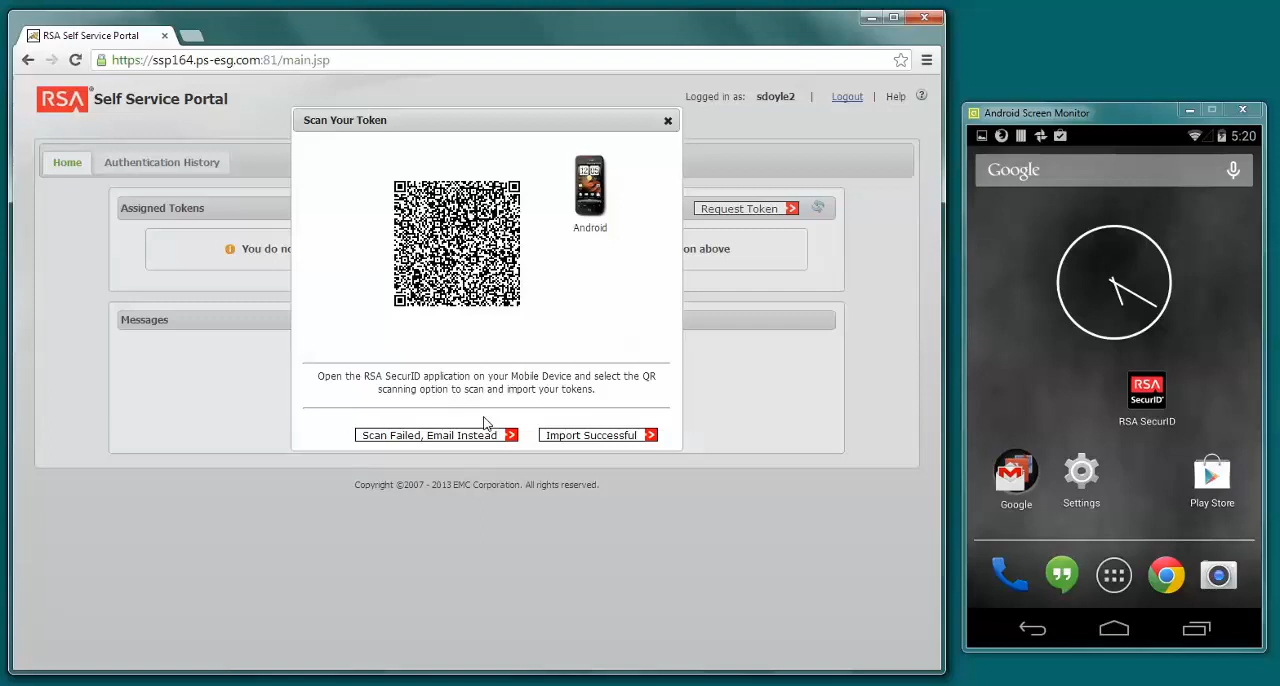 RSA Self Service Portal
https://ssp164.ps-esg.com:81/main.jsp
RSA® Self Service Portal
Logged in as: sdoyle2 | Logout | Help
Scan Your Token
Home
Authentication History
Assigned Tokens
Request Token
You do no
on above
Android
Messages
Open the RSA SecurID application on your Mobile Device and select the QR
scanning option to scan and import your tokens.
Scan Failed, Email Instead
Import Successful
Copyright ©2007 - 2013 EMC Corporation. All rights reserved.
Android Screen Monitor
5:20
Google
RSA
SecurID
RSA SecurID
Google
Settings
Play Store